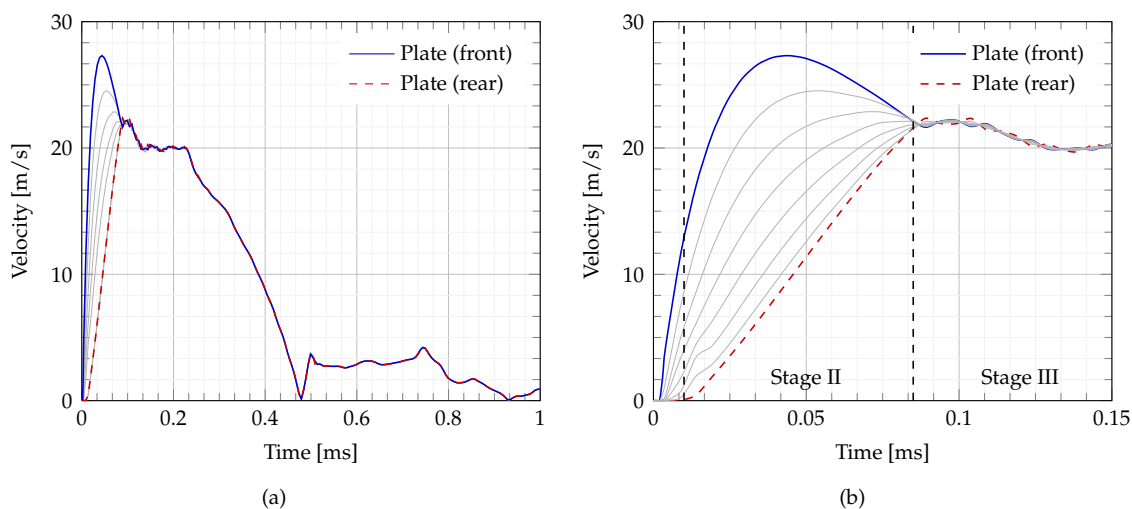 30
20
10
0
0
0.2
0.4
0.6
0.8
1
Velocity [m/s]
Time [ms]
Plate (front)
Plate (rear)
(a)
30
20
10
0
0
0.05
0.1
0.15
Velocity [m/s]
Time [ms]
Plate (front)
Plate (rear)
Stage II
Stage III
(b)